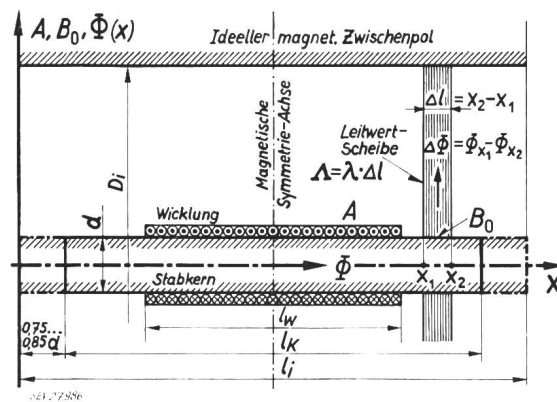 A, B₀, Φ(x)
Ideeller magnet. Zwischenpol
Δl = x₂-x₁
ΔΦ = Φx₁-Φx₂
Leitwert-
Scheibe
Λ=λ·Δl
Magnetische
Symmetrie-Achse
Di
d
Wicklung
A
B₀
Φ
x₁
x₂
X
Stabkern
lw
lK
li
0,75...
0,85d